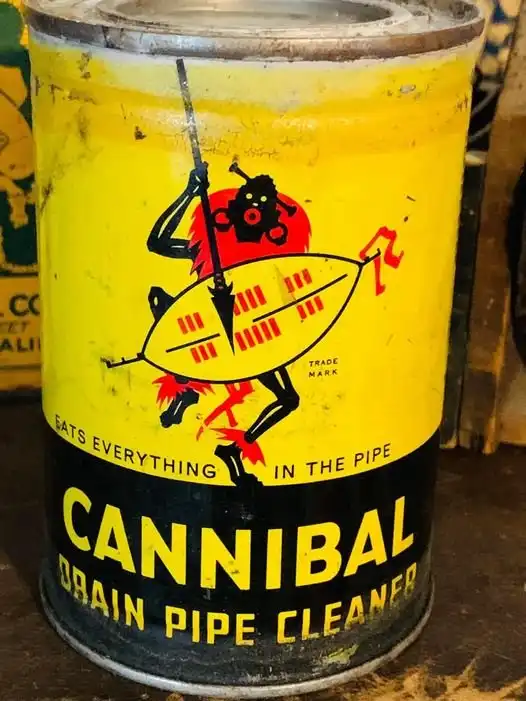 TRADE
MARK
EATS EVERYTHING IN THE PIPE
CANNIBAL
DRAIN PIPE CLEANER